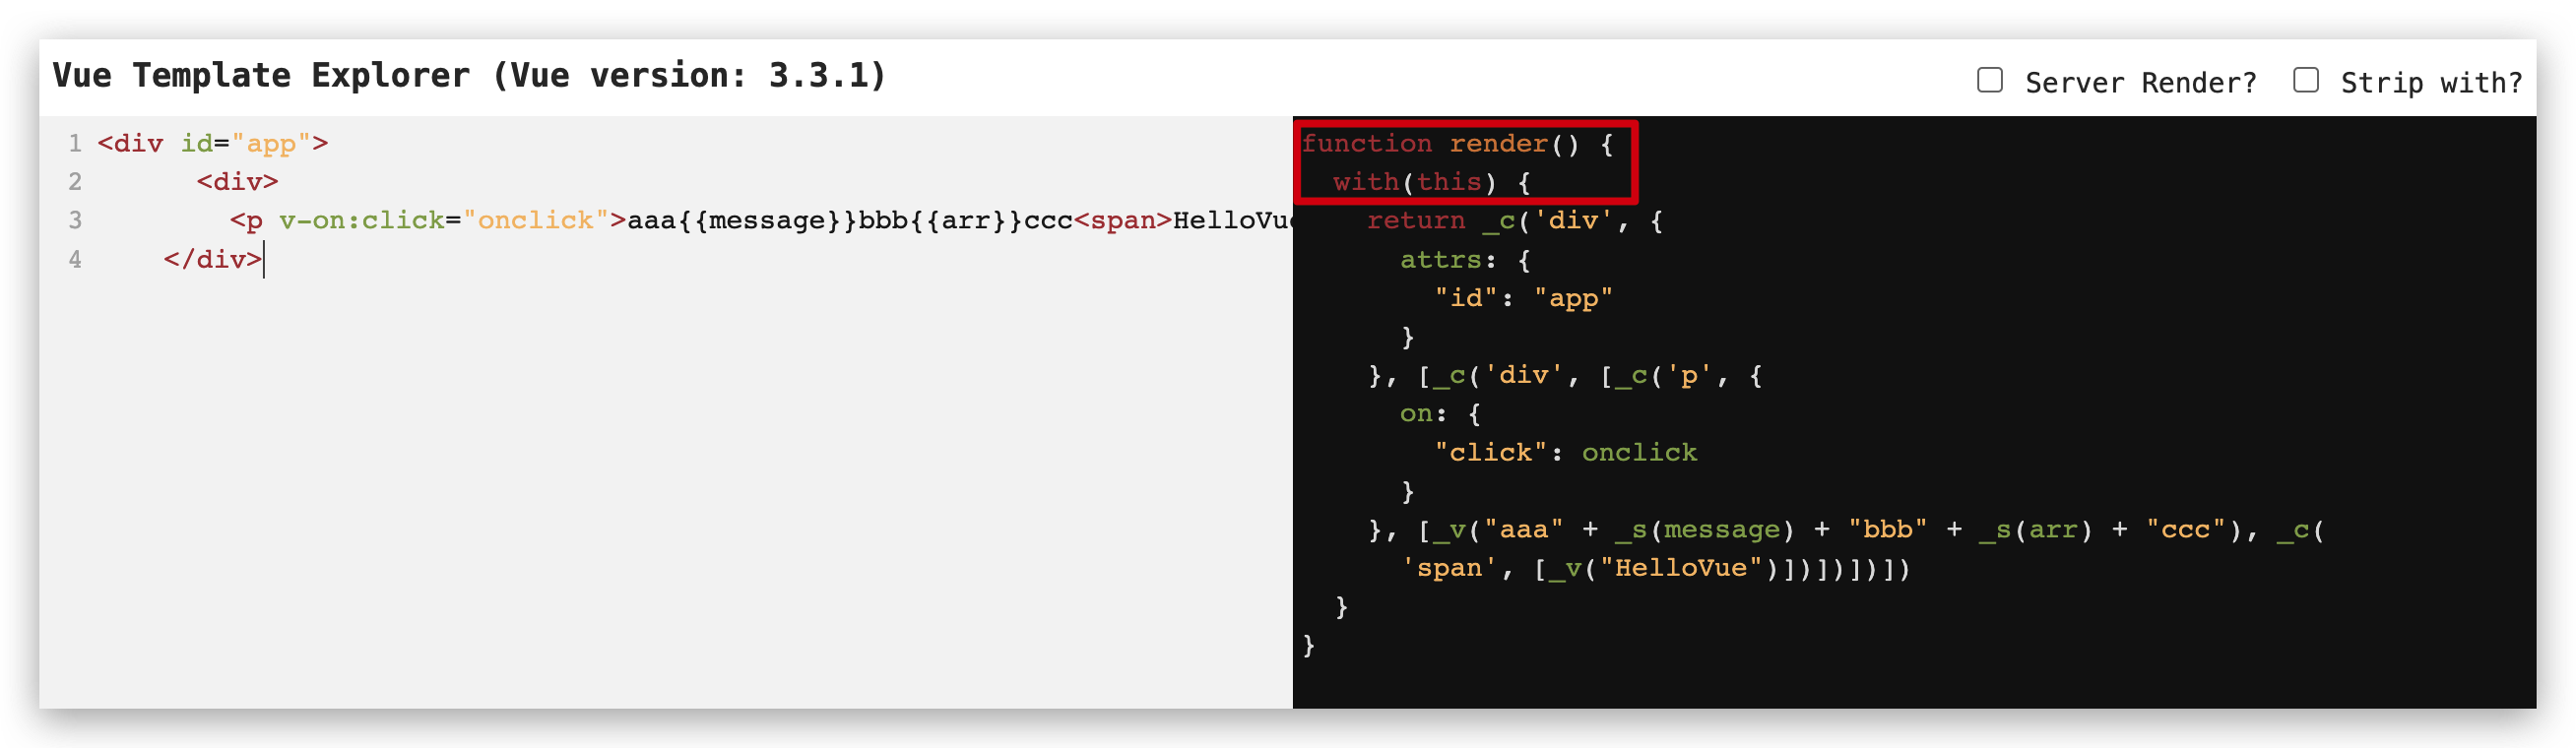 Vue Template Explorer (Vue version: 3.3.1)
Server Render? Strip with?
1 <div id="app">
2 <div>
3 <p v-on:click="onclick">aaa{{message}}bbb{{arr}}ccc<span>HelloVue
4 </div>
function render() {
with(this) {
return _c('div', {
attrs: {
"id": "app"
}
}, [_c('div', [_c('p', {
on: {
"click": onclick
}
}, [_v("aaa" + _s(message) + "bbb" + _s(arr) + "ccc"), _c(
'span', [_v("HelloVue")])])])])
}
}